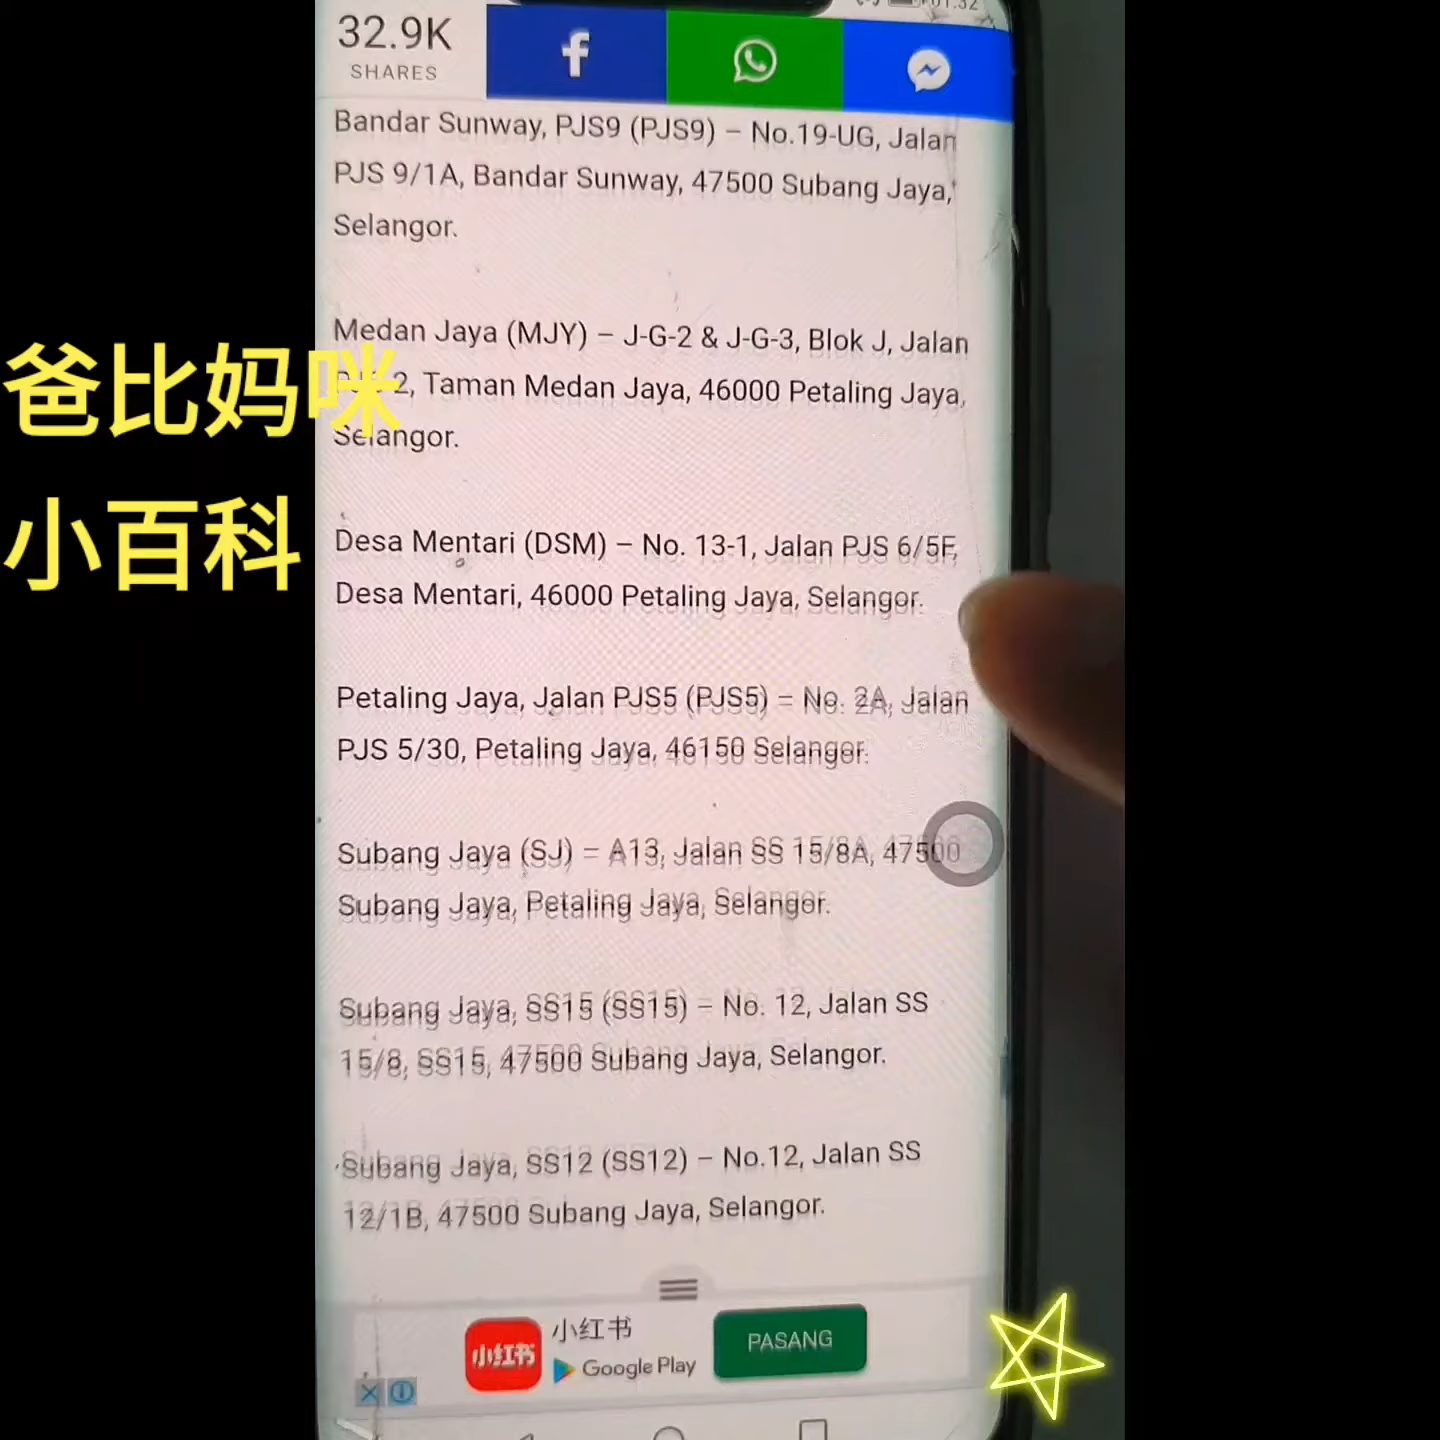 32.9K
SHARES
Bandar Sunway, PJS9 (PJS9) – No.19-UG, Jalan
PJS 9/1A, Bandar Sunway, 47500 Subang Jaya,
Selangor.
Medan Jaya (MJY) – J-G-2 & J-G-3, Blok J, Jalan
2, Taman Medan Jaya, 46000 Petaling Jaya,
Selangor.
爸比妈咪
小百科
Desa Mentari (DSM) – No. 13-1, Jalan PJS 6/5F,
Desa Mentari, 46000 Petaling Jaya, Selangor.
Petaling Jaya, Jalan PJS5 (PJS5) – No. 2A, Jalan
PJS 5/30, Petaling Jaya, 46150 Selangor.
Subang Jaya (SJ) – A13, Jalan SS 15/8A, 47500
Subang Jaya, Petaling Jaya, Selangor.
Subang Jaya, SS15 (SS15) – No. 12, Jalan SS
15/8, SS15, 47500 Subang Jaya, Selangor.
Subang Jaya, SS12 (SS12) – No.12, Jalan SS
12/1B, 47500 Subang Jaya, Selangor.
小红书
小红书
Google Play
PASANG